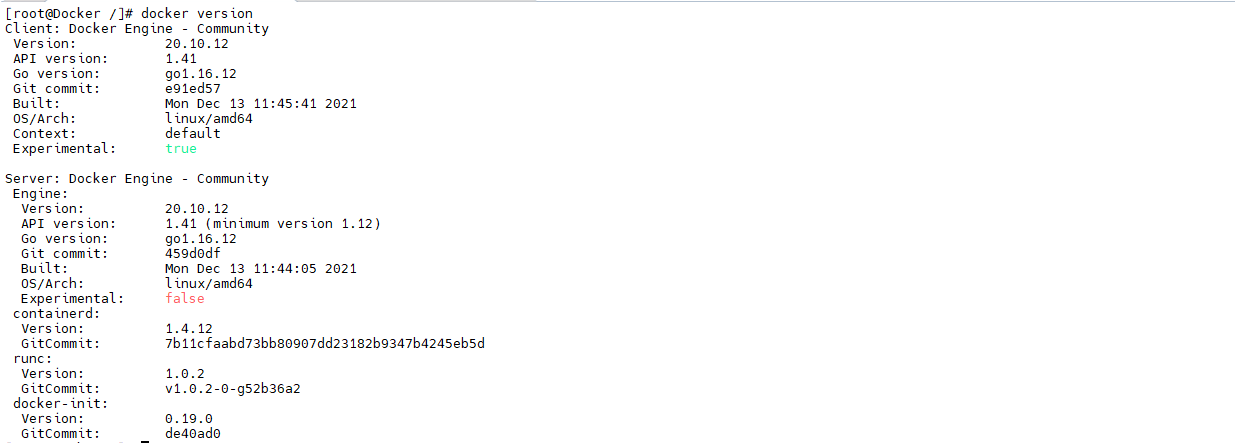 [root@Docker /]# docker version
Client: Docker Engine - Community
 Version:           20.10.12
 API version:       1.41
 Go version:        go1.16.12
 Git commit:        e91ed57
 Built:             Mon Dec 13 11:45:41 2021
 OS/Arch:           linux/amd64
 Context:           default
 Experimental:      true

Server: Docker Engine - Community
 Engine:
  Version:          20.10.12
  API version:      1.41 (minimum version 1.12)
  Go version:       go1.16.12
  Git commit:       459d0df
  Built:            Mon Dec 13 11:44:05 2021
  OS/Arch:          linux/amd64
  Experimental:     false
 containerd:
  Version:          1.4.12
  GitCommit:        7b11cfaabd73bb80907dd23182b9347b4245eb5d
 runc:
  Version:          1.0.2
  GitCommit:        v1.0.2-0-g52b36a2
 docker-init:
  Version:          0.19.0
  GitCommit:        de40ad0